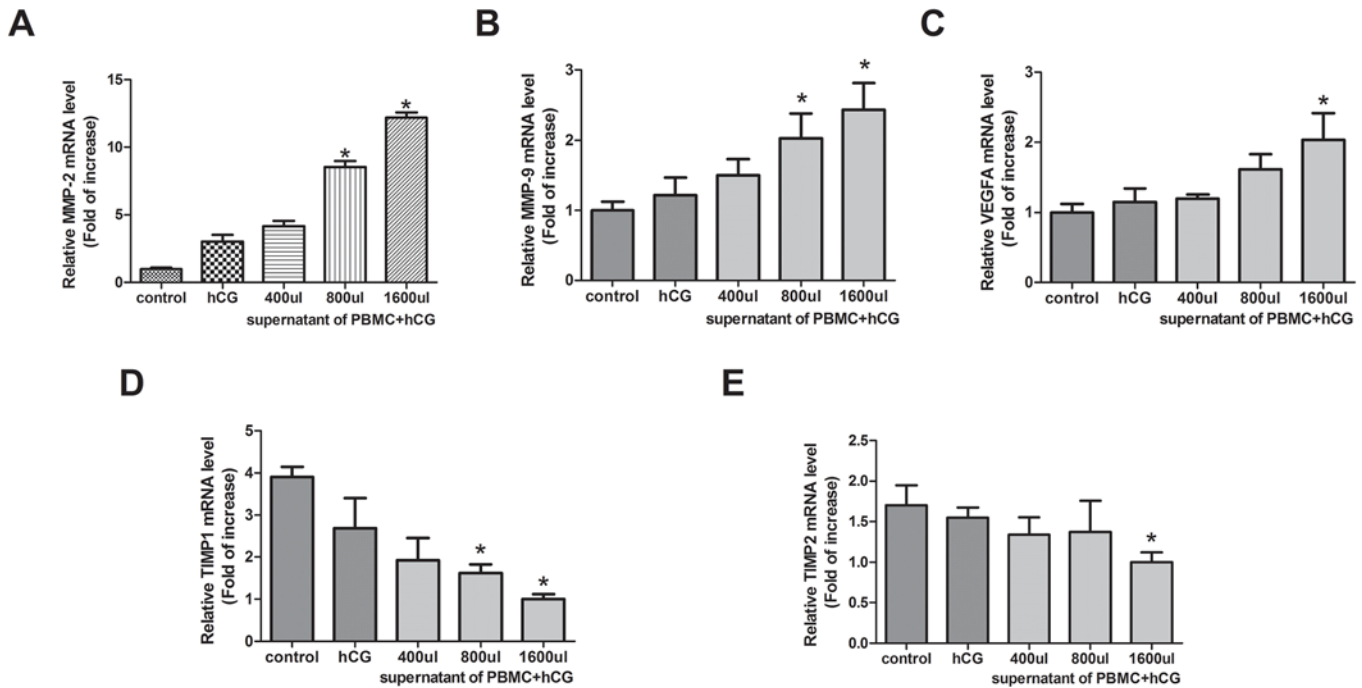 A
Relative MMP-2 mRNA level
(Fold of increase)
15
10
5
0
*
*
control hCG 400ul 800ul 1600ul
supernatant of PBMC+hCG
B
Relative MMP-9 mRNA level
(Fold of increase)
3
2
1
0
*
*
control hCG 400ul 800ul 1600ul
supernatant of PBMC+hCG
C
Relative VEGFA mRNA level
(Fold of increase)
3
2
1
0
*
control hCG 400ul 800ul 1600ul
supernatant of PBMC+hCG
D
Relative TIMP1 mRNA level
(Fold of increase)
5
4
3
2
1
0
*
*
control hCG 400ul 800ul 1600ul
supernatant of PBMC+hCG
E
Relative TIMP2 mRNA level
(Fold of increase)
2.5
2.0
1.5
1.0
0.5
0.0
*
control hCG 400ul 800ul 1600ul
supernatant of PBMC+hCG